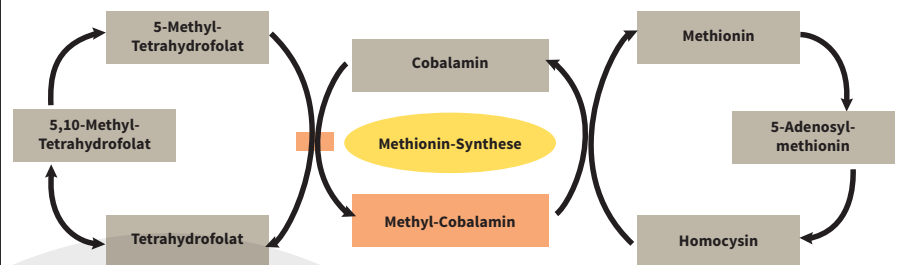 5-Methyl-
Tetrahydrofolat
Cobalamin
Methionin
5,10-Methyl-
Tetrahydrofolat
Methionin-Synthese
5-Adenosyl-
methionin
Tetrahydrofolat
Methyl-Cobalamin
Homocysin